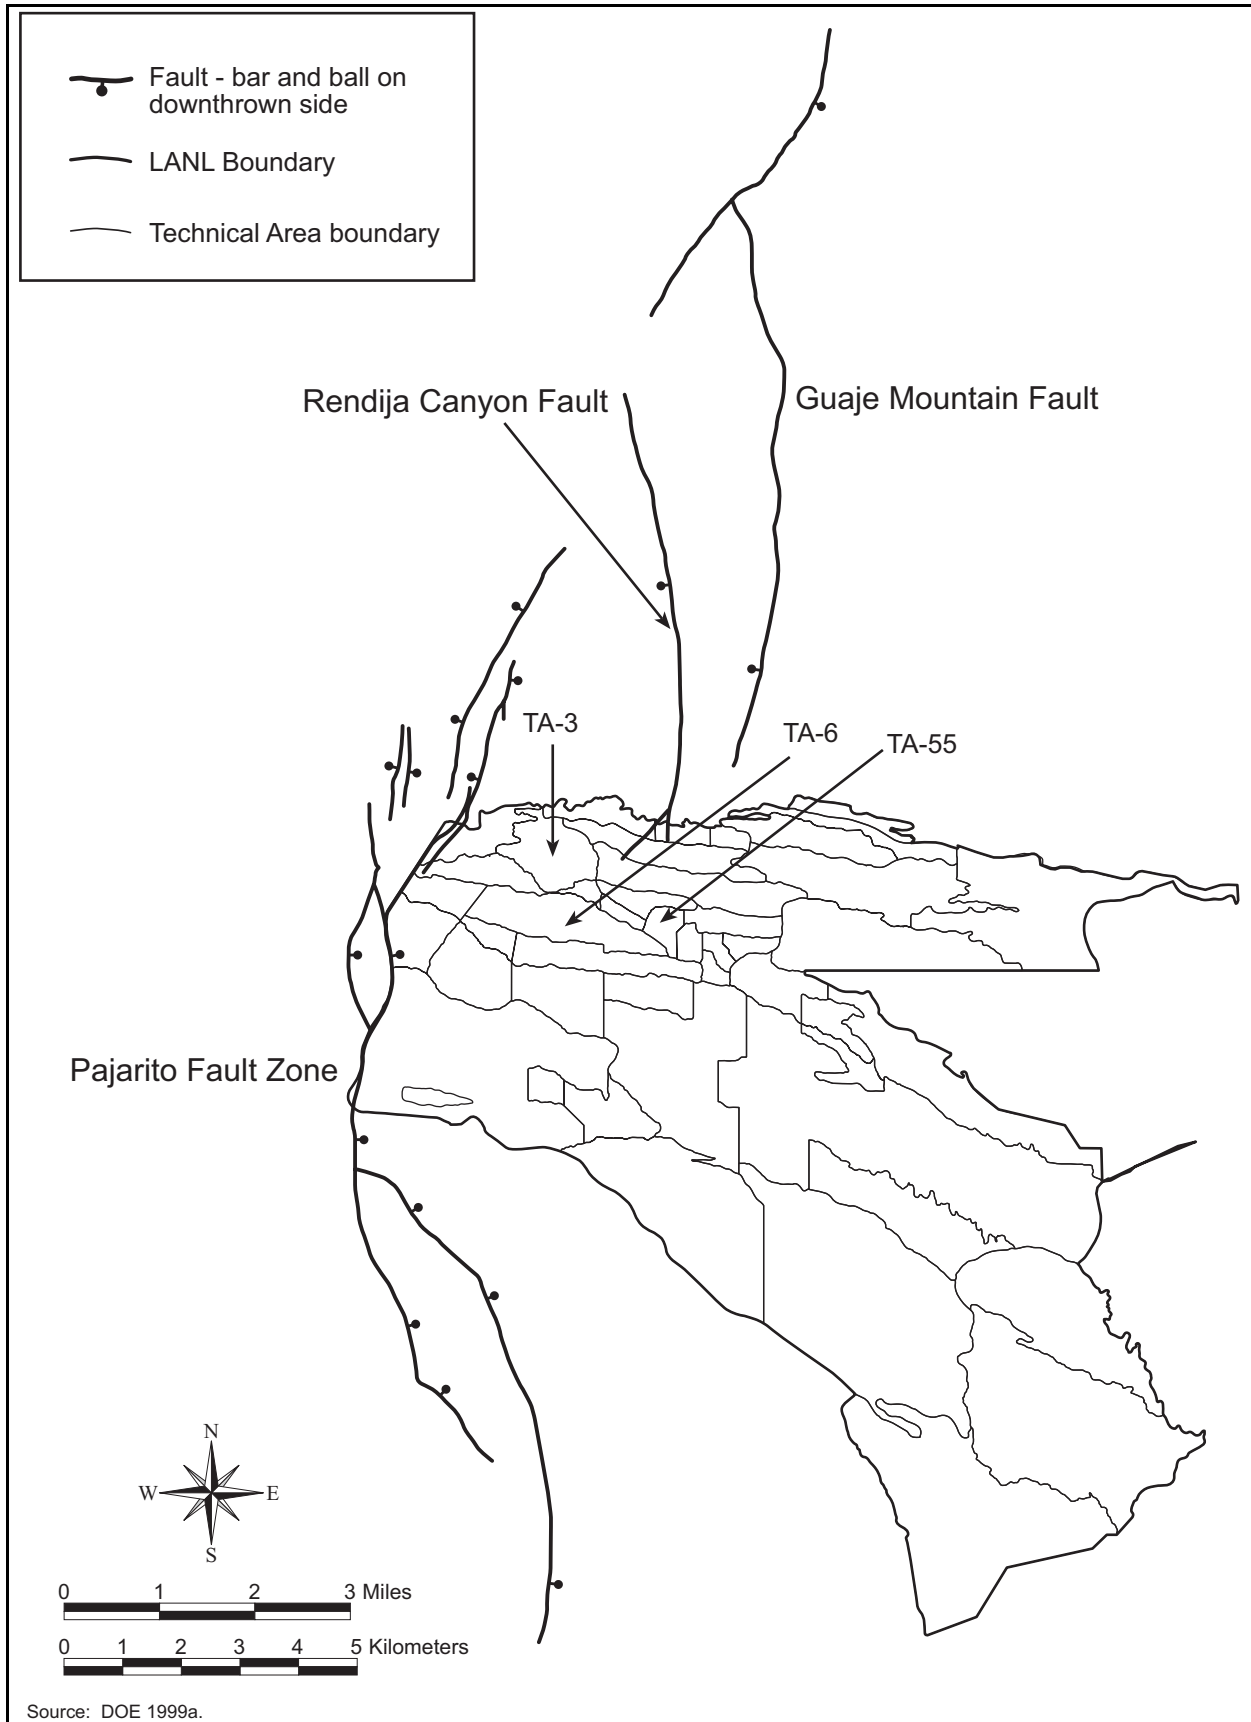 Fault - bar and ball on
downthrown side
LANL Boundary
Technical Area boundary
Rendija Canyon Fault
Guaje Mountain Fault
TA-3
TA-6
TA-55
Pajarito Fault Zone
N
W
E
S
0 1 2 3 Miles
0 1 2 3 4 5 Kilometers
Source: DOE 1999a.